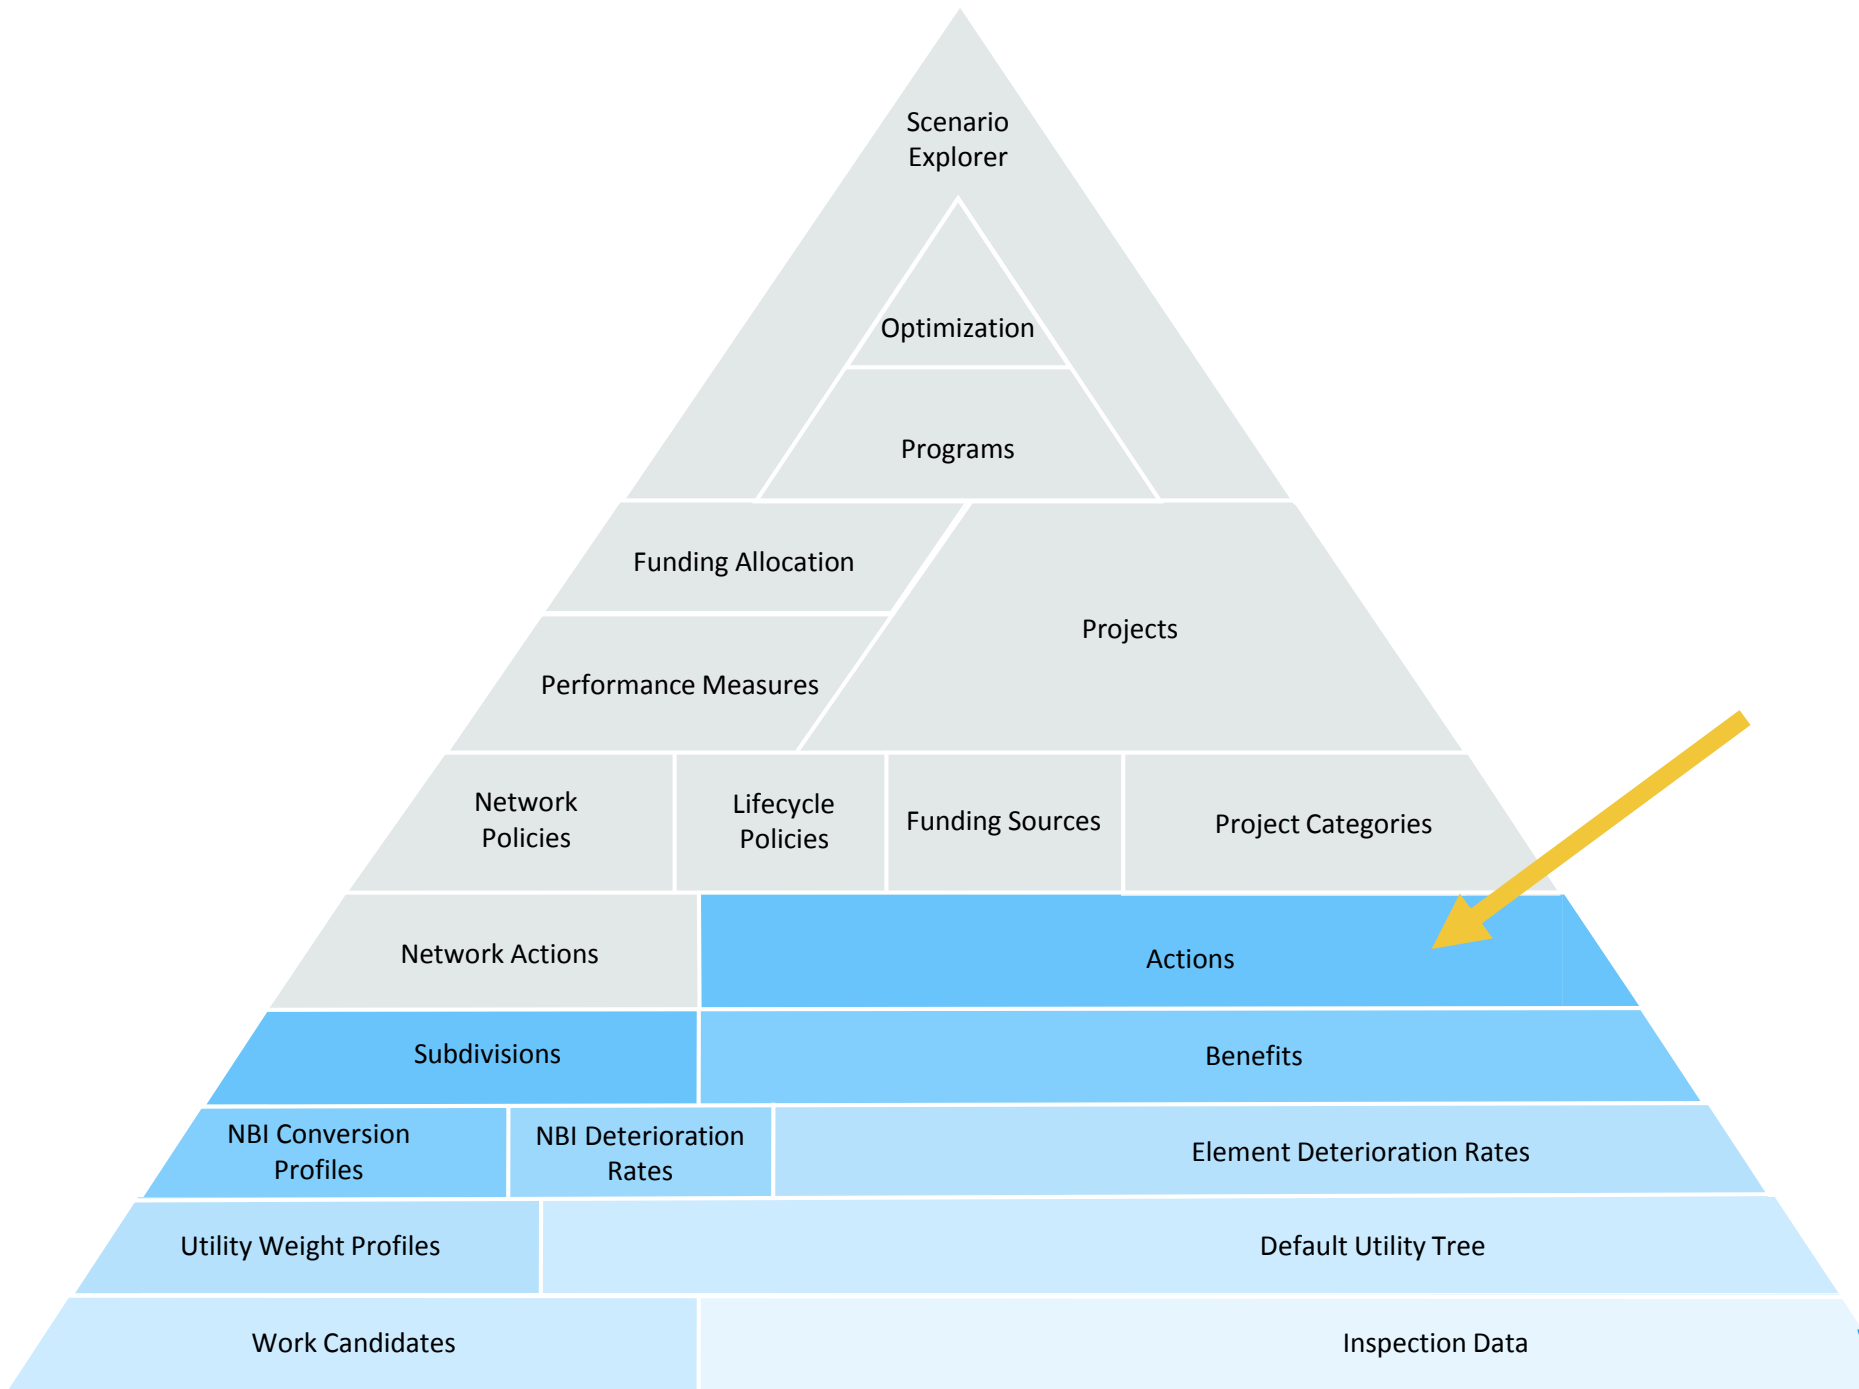 Scenario
Explorer
Optimization
Programs
Funding Allocation
Projects
Performance Measures
Network
Policies
Lifecycle
Policies
Funding Sources
Project Categories
Network Actions
Actions
Subdivisions
Benefits
NBI Conversion
Profiles
NBI Deterioration
Rates
Element Deterioration Rates
Utility Weight Profiles
Default Utility Tree
Work Candidates
Inspection Data